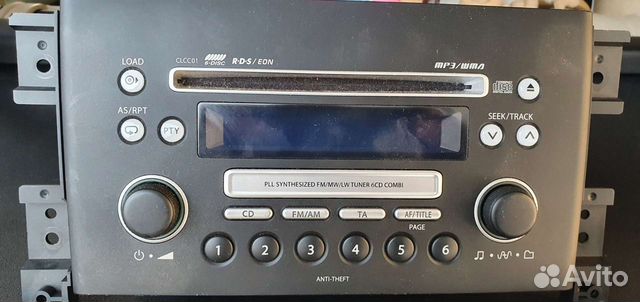 LOAD
CLCC01 6-DISC R·D·S/EON MP3/WMA
AS/RPT
PTY
SEEK/TRACK
PLL SYNTHESIZED FM/MW/LW TUNER 6CD COMBI
CD FM/AM TA AF/TITLE
PAGE
1 2 3 4 5 6
ANTI-THEFT
Avito